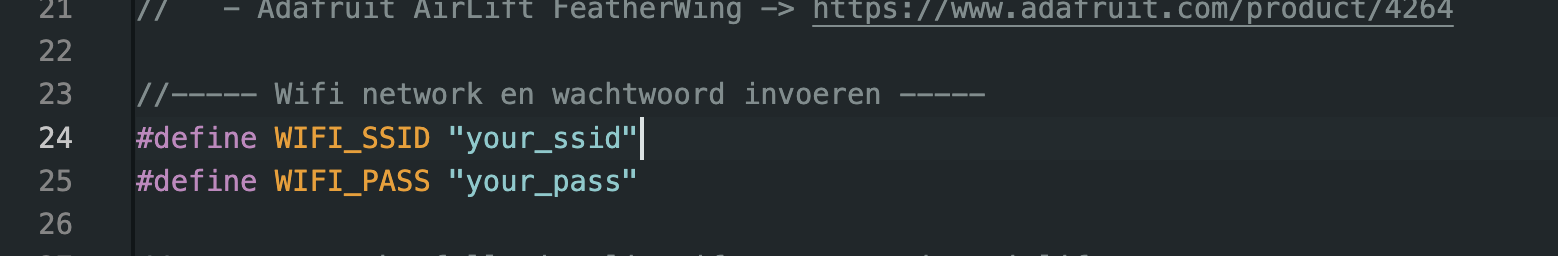 21 // - Adafruit AirLift FeatherWing -> https://www.adafruit.com/product/4264
22
23 //----- Wifi network en wachtwoord invoeren -----
24 #define WIFI_SSID "your_ssid"
25 #define WIFI_PASS "your_pass"
26